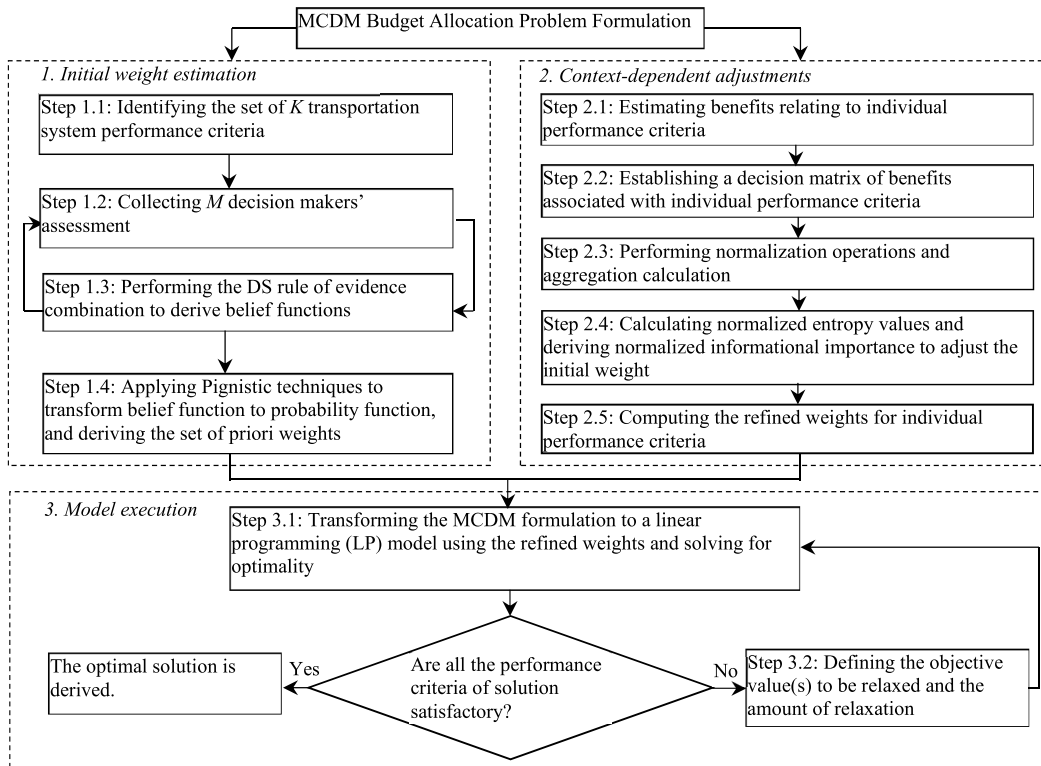 MCDM Budget Allocation Problem Formulation
1. Initial weight estimation
Step 1.1: Identifying the set of K transportation
system performance criteria
Step 1.2: Collecting M decision makers’
assessment
Step 1.3: Performing the DS rule of evidence
combination to derive belief functions
Step 1.4: Applying Pignistic techniques to
transform belief function to probability function,
and deriving the set of priori weights
2. Context-dependent adjustments
Step 2.1: Estimating benefits relating to individual
performance criteria
Step 2.2: Establishing a decision matrix of benefits
associated with individual performance criteria
Step 2.3: Performing normalization operations and
aggregation calculation
Step 2.4: Calculating normalized entropy values and
deriving normalized informational importance to adjust the
initial weight
Step 2.5: Computing the refined weights for individual
performance criteria
3. Model execution
Step 3.1: Transforming the MCDM formulation to a linear
programming (LP) model using the refined weights and solving for
optimality
Are all the performance
criteria of solution
satisfactory?
Yes
The optimal solution is
derived.
No
Step 3.2: Defining the objective
value(s) to be relaxed and the
amount of relaxation